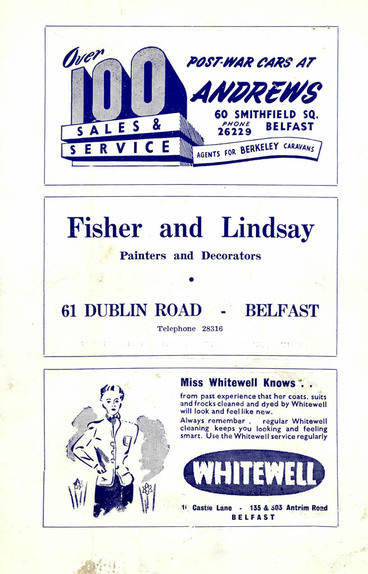 Over
100
SALES &
SERVICE
POST-WAR CARS AT
ANDREWS
60 SMITHFIELD SQ.
PHONE
26229 BELFAST
AGENTS FOR BERKELEY CARAVANS
Fisher and Lindsay
Painters and Decorators
•
61 DUBLIN ROAD - BELFAST
Telephone 28316
Miss Whitewell Knows . .
from past experience that her coats, suits
and frocks cleaned and dyed by Whitewell
will look and feel like new.
Always remember . regular Whitewell
cleaning keeps you looking and feeling
smart. Use the Whitewell service regularly
WHITEWELL
Castle Lane - 135 & 503 Antrim Road
BELFAST